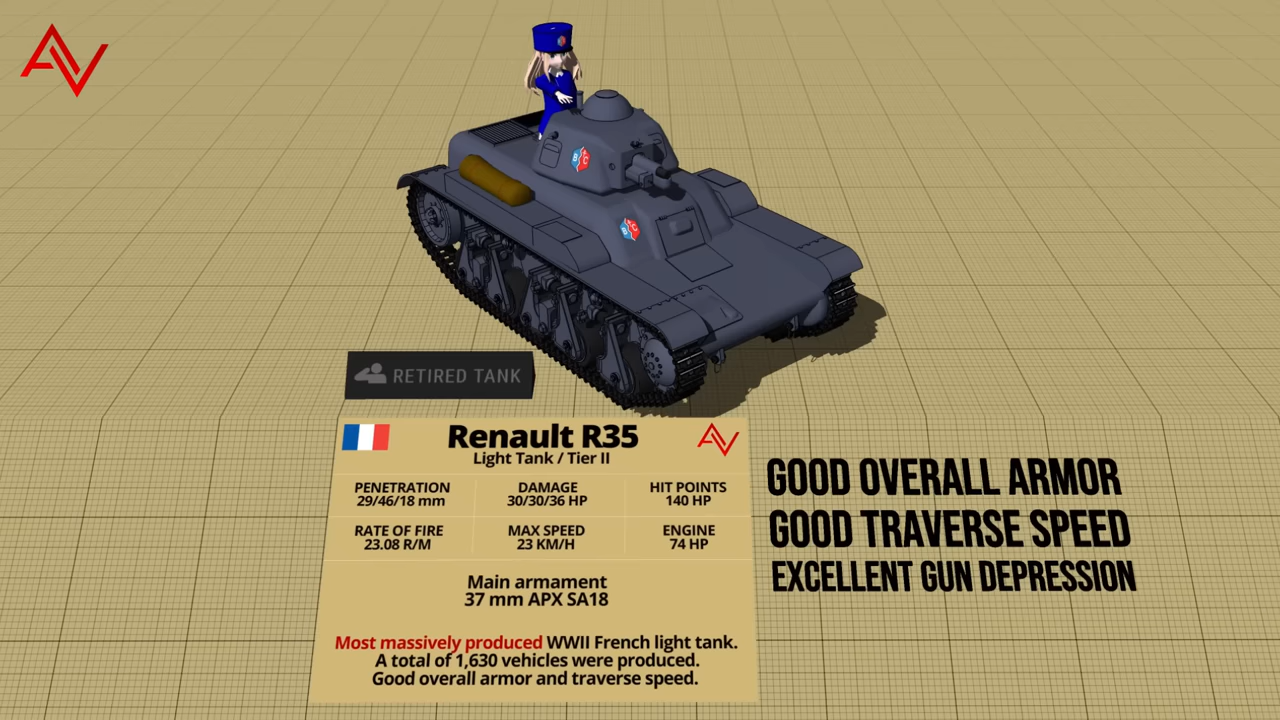 AV
B
C
B
C
RETIRED TANK
Renault R35
AV
Light Tank / Tier II
PENETRATION
29/46/18 mm
DAMAGE
30/30/36 HP
HIT POINTS
140 HP
RATE OF FIRE
23.08 R/M
MAX SPEED
23 KM/H
ENGINE
74 HP
Main armament
37 mm APX SA18
Most massively produced WWII French light tank.
A total of 1,630 vehicles were produced.
Good overall armor and traverse speed.
GOOD OVERALL ARMOR
GOOD TRAVERSE SPEED
EXCELLENT GUN DEPRESSION